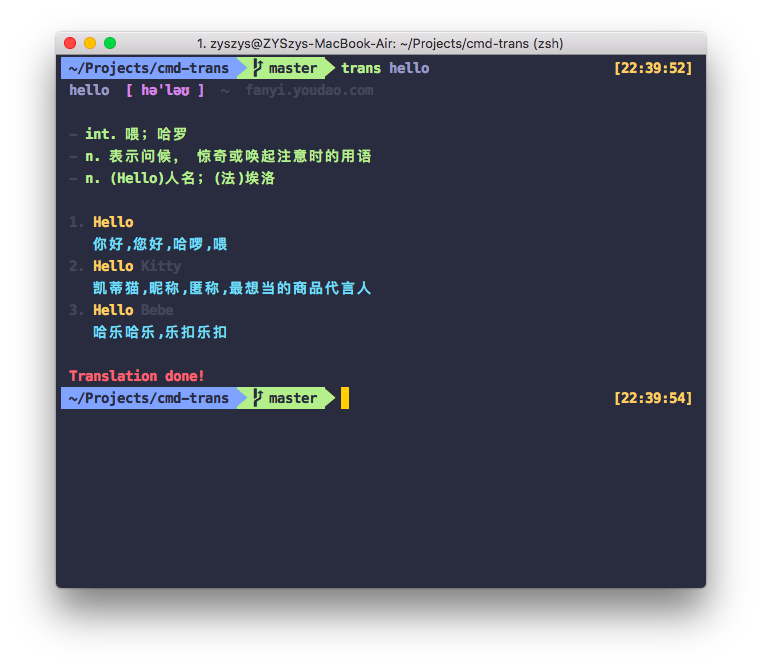 1. zyszys@ZYSzys-MacBook-Air: ~/Projects/cmd-trans (zsh)
~/Projects/cmd-trans master trans hello [22:39:52]
hello [ hə'ləʊ ] ~ fanyi.youdao.com
- int. 喂；哈罗
- n. 表示问候， 惊奇或唤起注意时的用语
- n. (Hello)人名；(法)埃洛
1. Hello
你好,您好,哈啰,喂
2. Hello Kitty
凯蒂猫,昵称,匿称,最想当的商品代言人
3. Hello Bebe
哈乐哈乐,乐扣乐扣
Translation done!
~/Projects/cmd-trans master [22:39:54]